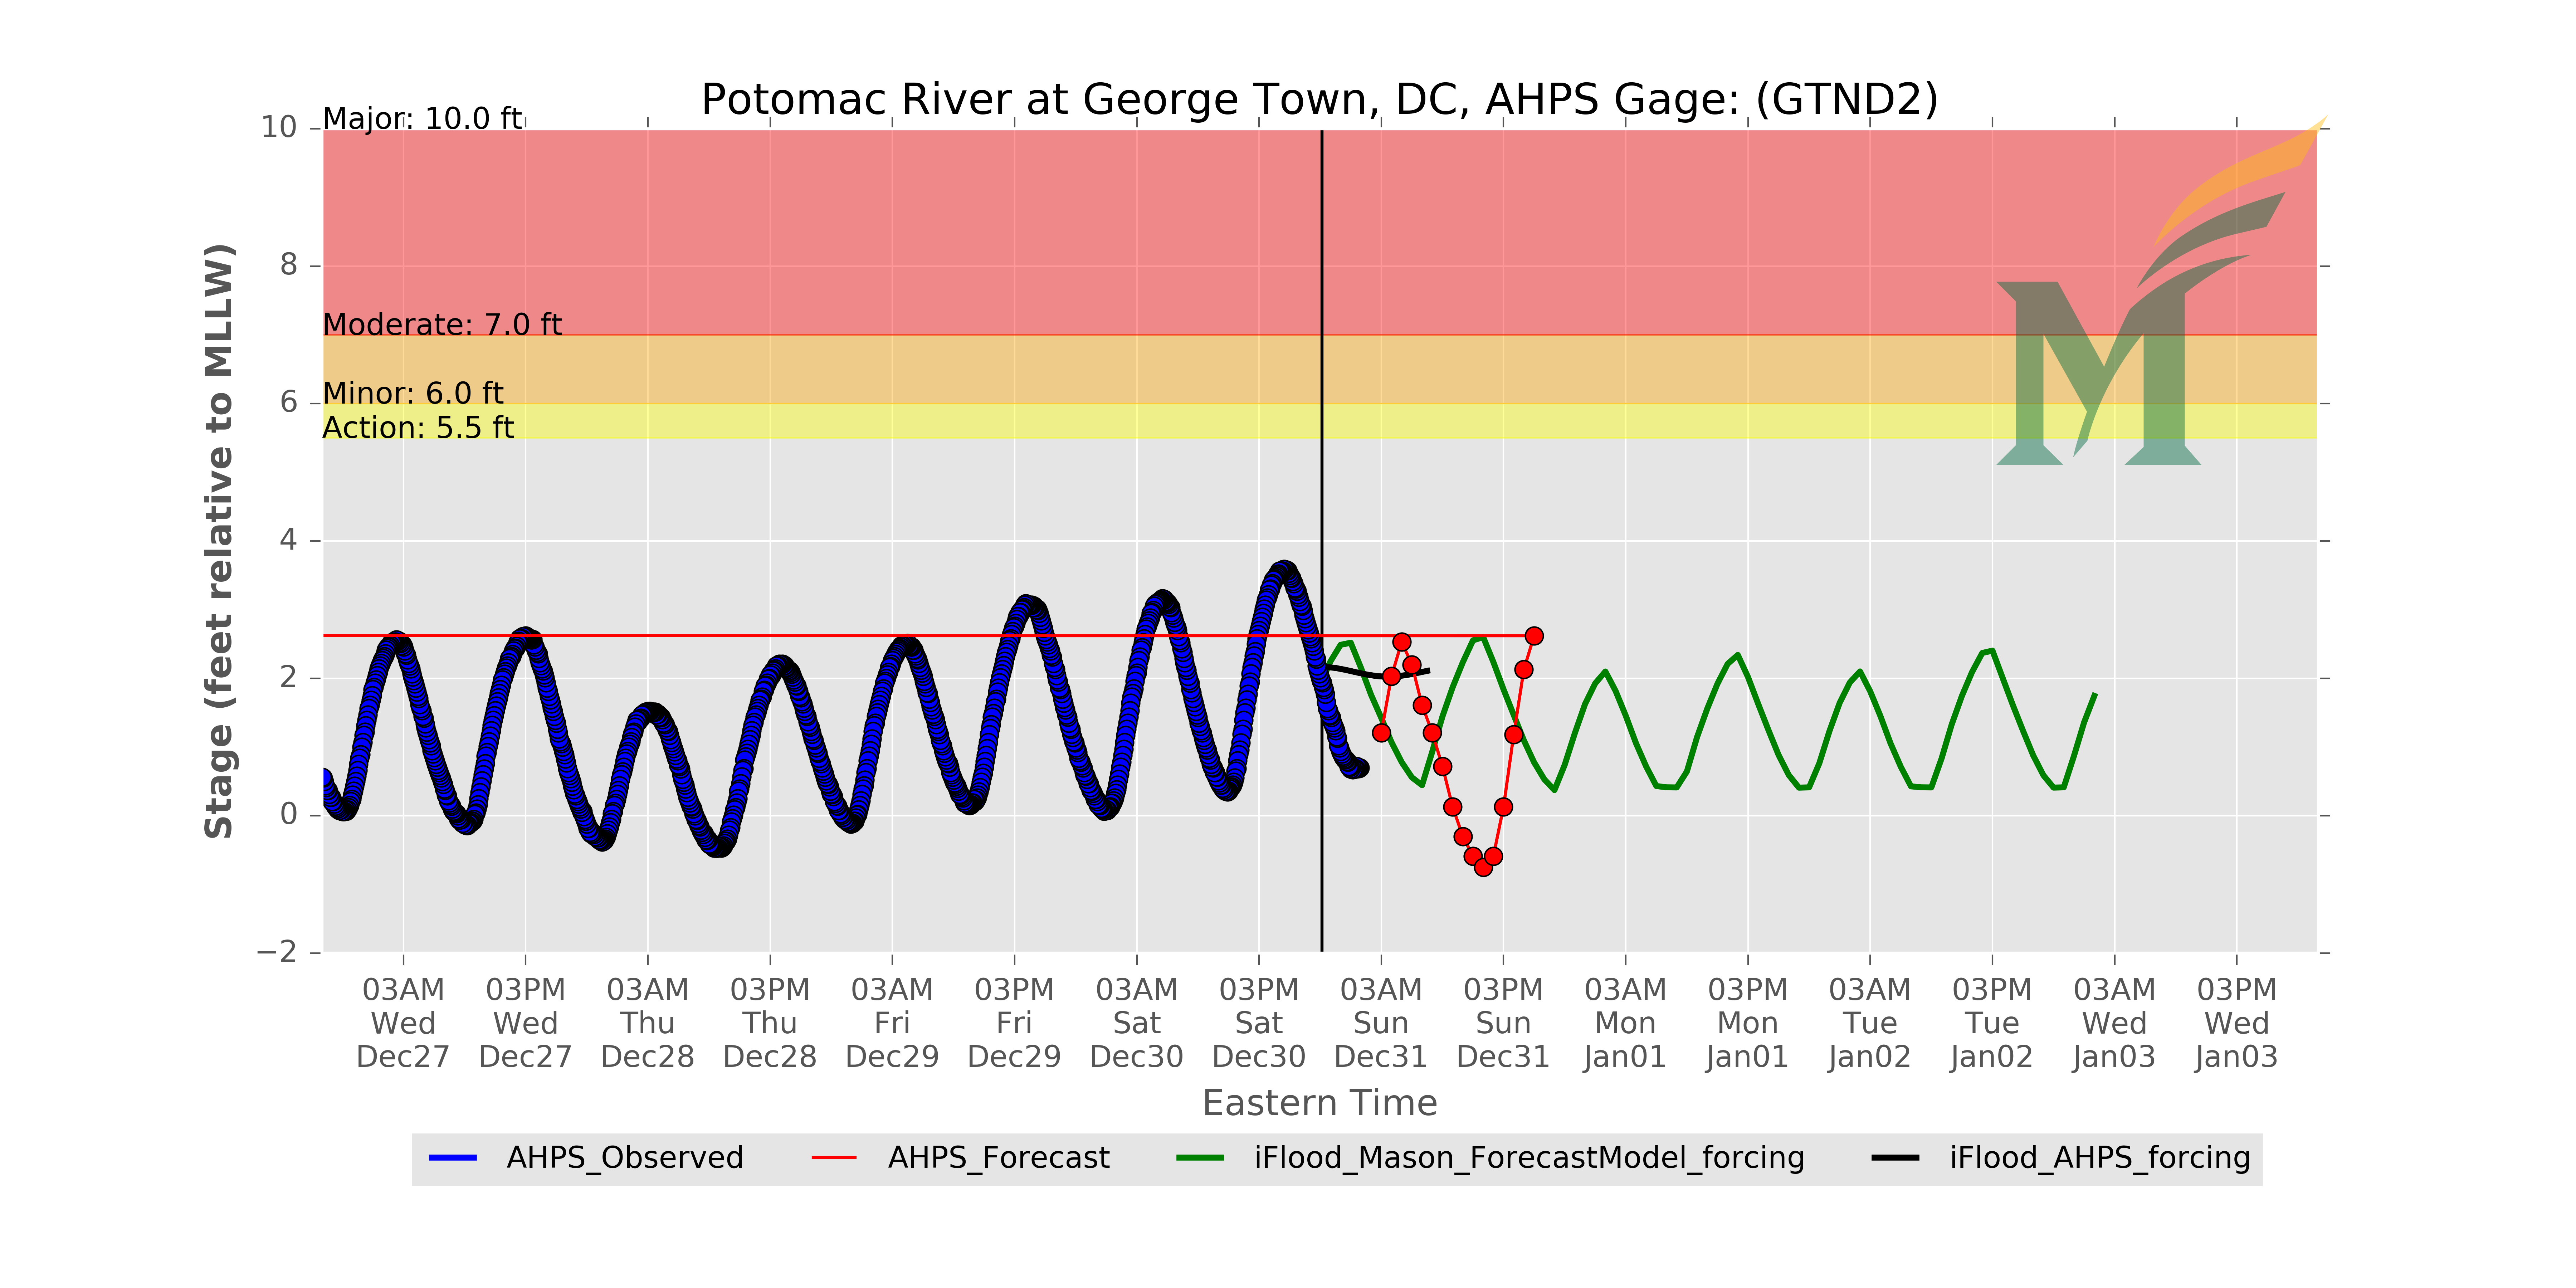 Potomac River at George Town, DC, AHPS Gage: (GTND2)
Major: 10.0 ft
Moderate: 7.0 ft
Minor: 6.0 ft
Action: 5.5 ft
10
8
6
4
2
0
−2
Stage (feet relative to MLLW)
03AM 03PM 03AM 03PM 03AM 03PM 03AM 03PM 03AM 03PM 03AM 03PM 03AM 03PM 03AM 03PM
Wed Wed Thu Thu Fri Fri Sat Sat Sun Sun Mon Mon Tue Tue Wed Wed
Dec27 Dec27 Dec28 Dec28 Dec29 Dec29 Dec30 Dec30 Dec31 Dec31 Jan01 Jan01 Jan02 Jan02 Jan03 Jan03
Eastern Time
AHPS_Observed AHPS_Forecast iFlood_Mason_ForecastModel_forcing iFlood_AHPS_forcing